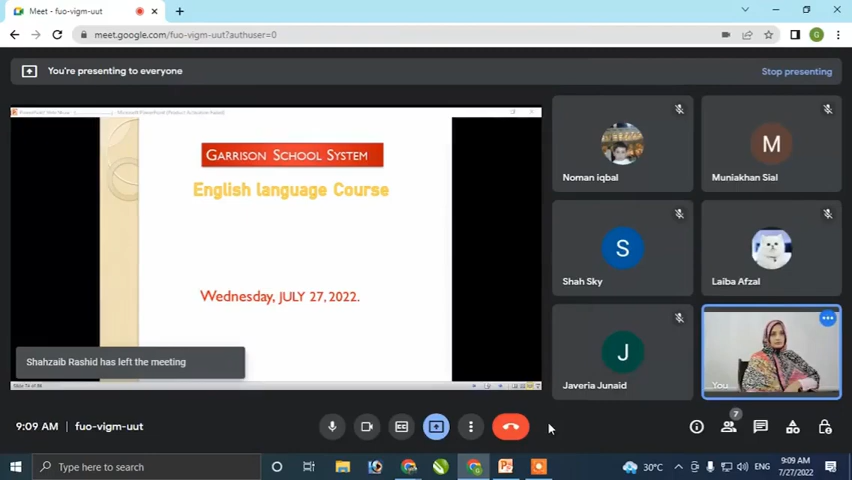 Meet - fuo-vigm-uut
meet.google.com/fuo-vigm-uut?authuser=0
You're presenting to everyone
Stop presenting
GARRISON SCHOOL SYSTEM
English language Course
Wednesday, JULY 27, 2022.
Noman iqbal
M
Muniakhan Sial
S
Shah Sky
Laiba Afzal
J
Javeria Junaid
You
Shahzaib Rashid has left the meeting
9:09 AM
fuo-vigm-uut
7
Type here to search
30°C
ENG
9:09 AM
7/27/2022